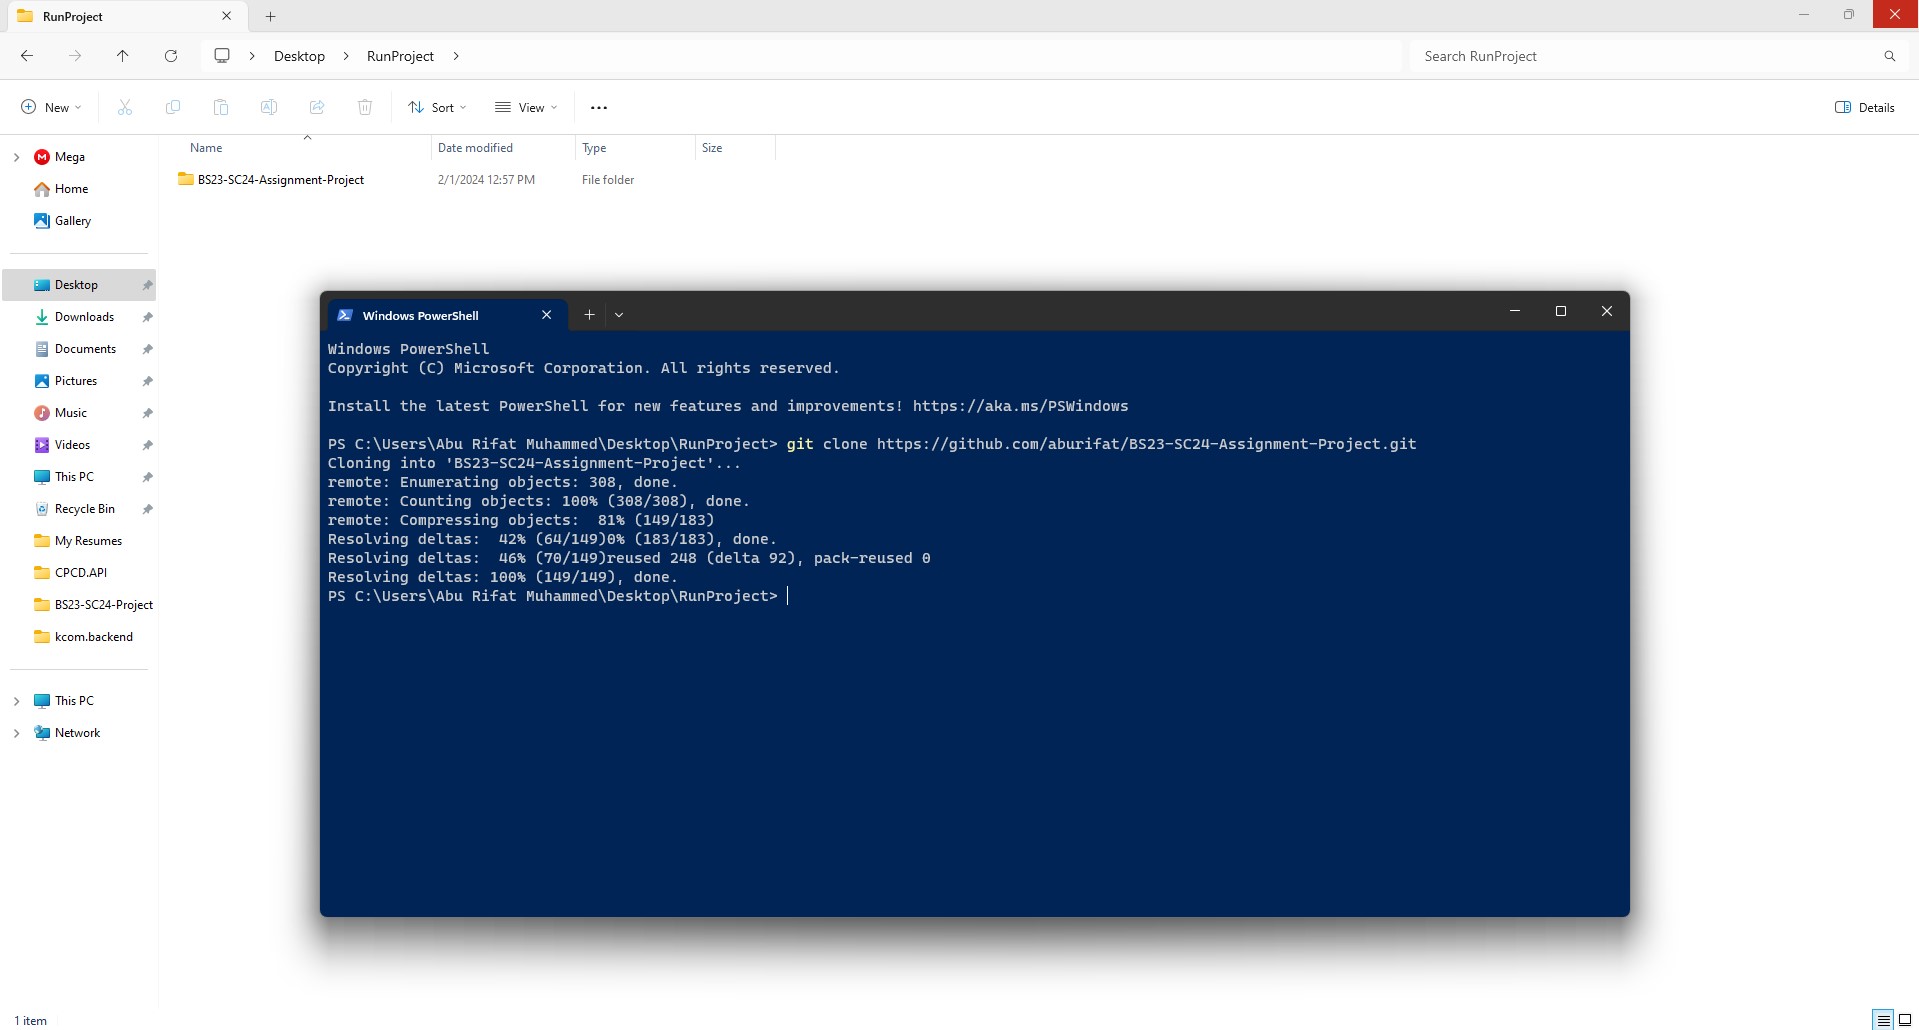 RunProject
Desktop > RunProject >
Search RunProject
New
Sort
View
Details
Name
Date modified
Type
Size
BS23-SC24-Assignment-Project
2/1/2024 12:57 PM
File folder
Mega
Home
Gallery
Desktop
Downloads
Documents
Pictures
Music
Videos
This PC
Recycle Bin
My Resumes
CPCD.API
BS23-SC24-Project
kcom.backend
This PC
Network
Windows PowerShell
Windows PowerShell
Copyright (C) Microsoft Corporation. All rights reserved.
Install the latest PowerShell for new features and improvements! https://aka.ms/PSWindows
PS C:\Users\Abu Rifat Muhammed\Desktop\RunProject> git clone https://github.com/aburifat/BS23-SC24-Assignment-Project.git
Cloning into 'BS23-SC24-Assignment-Project'...
remote: Enumerating objects: 308, done.
remote: Counting objects: 100% (308/308), done.
remote: Compressing objects:  81% (149/183)
Resolving deltas:  42% (64/149)0% (183/183), done.
Resolving deltas:  46% (70/149)reused 248 (delta 92), pack-reused 0
Resolving deltas: 100% (149/149), done.
PS C:\Users\Abu Rifat Muhammed\Desktop\RunProject>
1 item